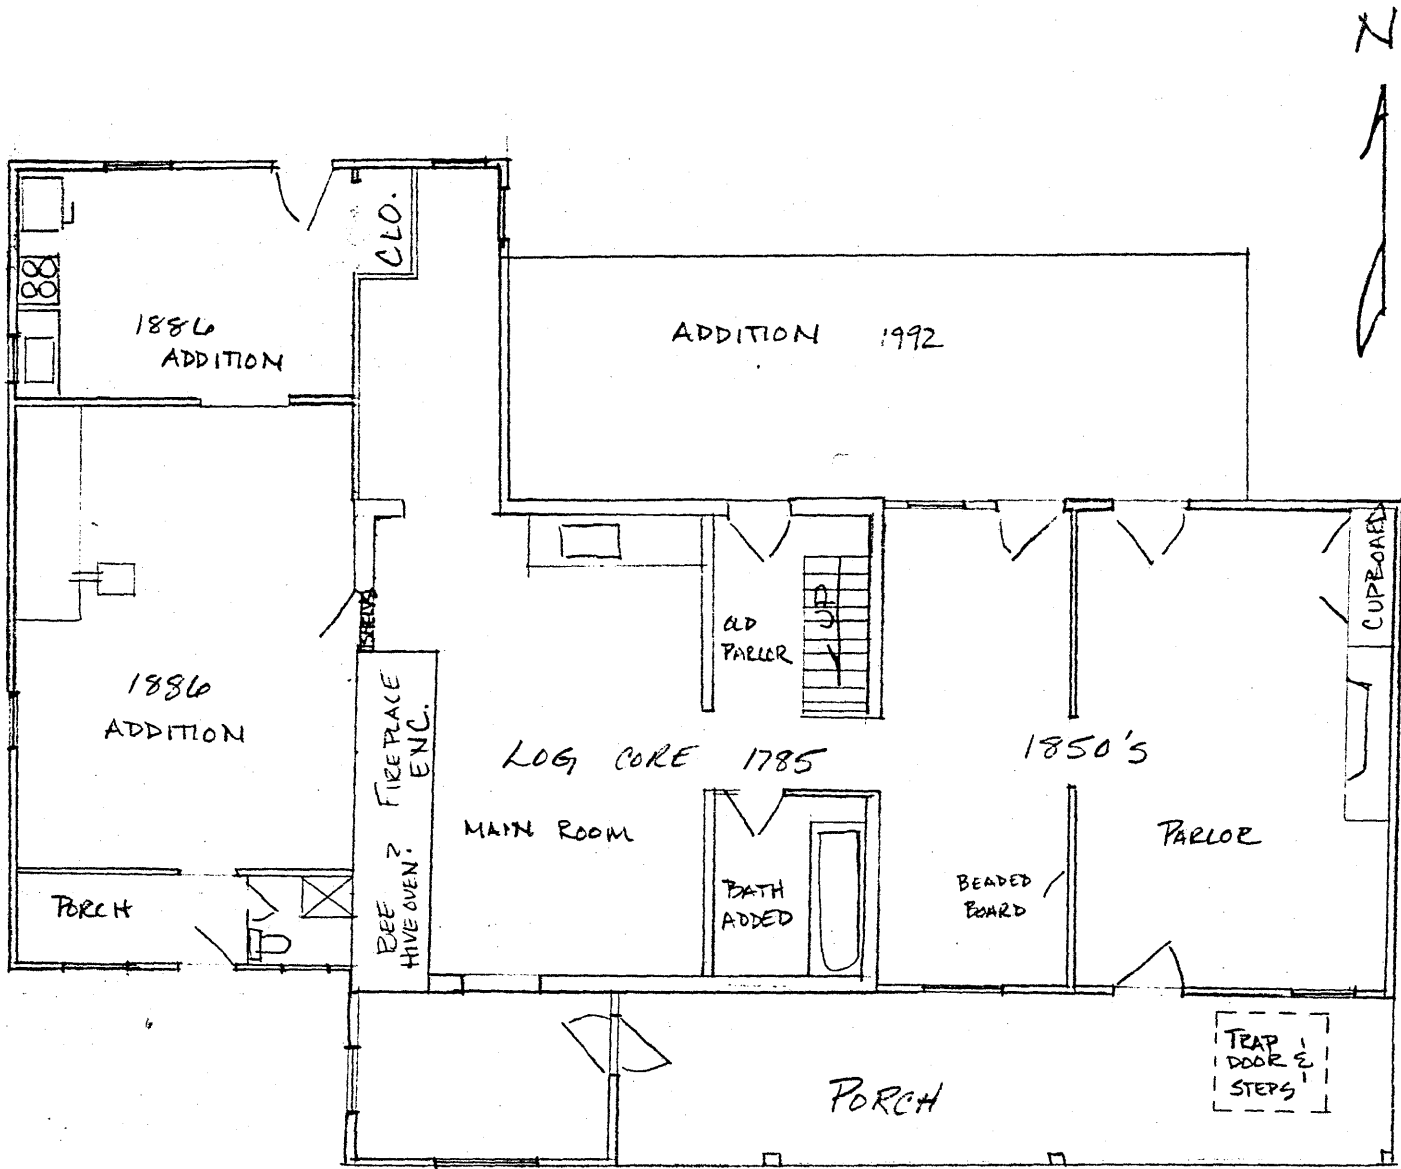 N
CLO.
1886
ADDITION
ADDITION 1992
CUPBOARD
UP
OLD
PARLOR
SHELVS
1886
ADDITION
FIREPLACE
ENC.
LOG CORE 1785
1850's
MAIN ROOM
PARLOR
BEE
HIVE OVEN?
PORCH
BATH
ADDED
BEADED
BOARD
TRAP
DOOR &
STEPS
PORCH